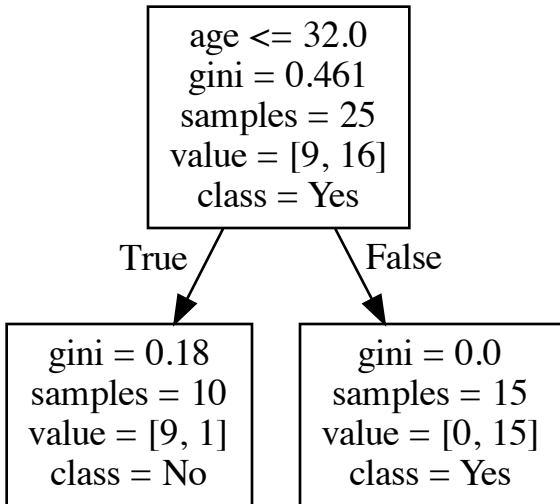 age <= 32.0
gini = 0.461
samples = 25
value = [9, 16]
class = Yes
True
False
gini = 0.18
samples = 10
value = [9, 1]
class = No
gini = 0.0
samples = 15
value = [0, 15]
class = Yes